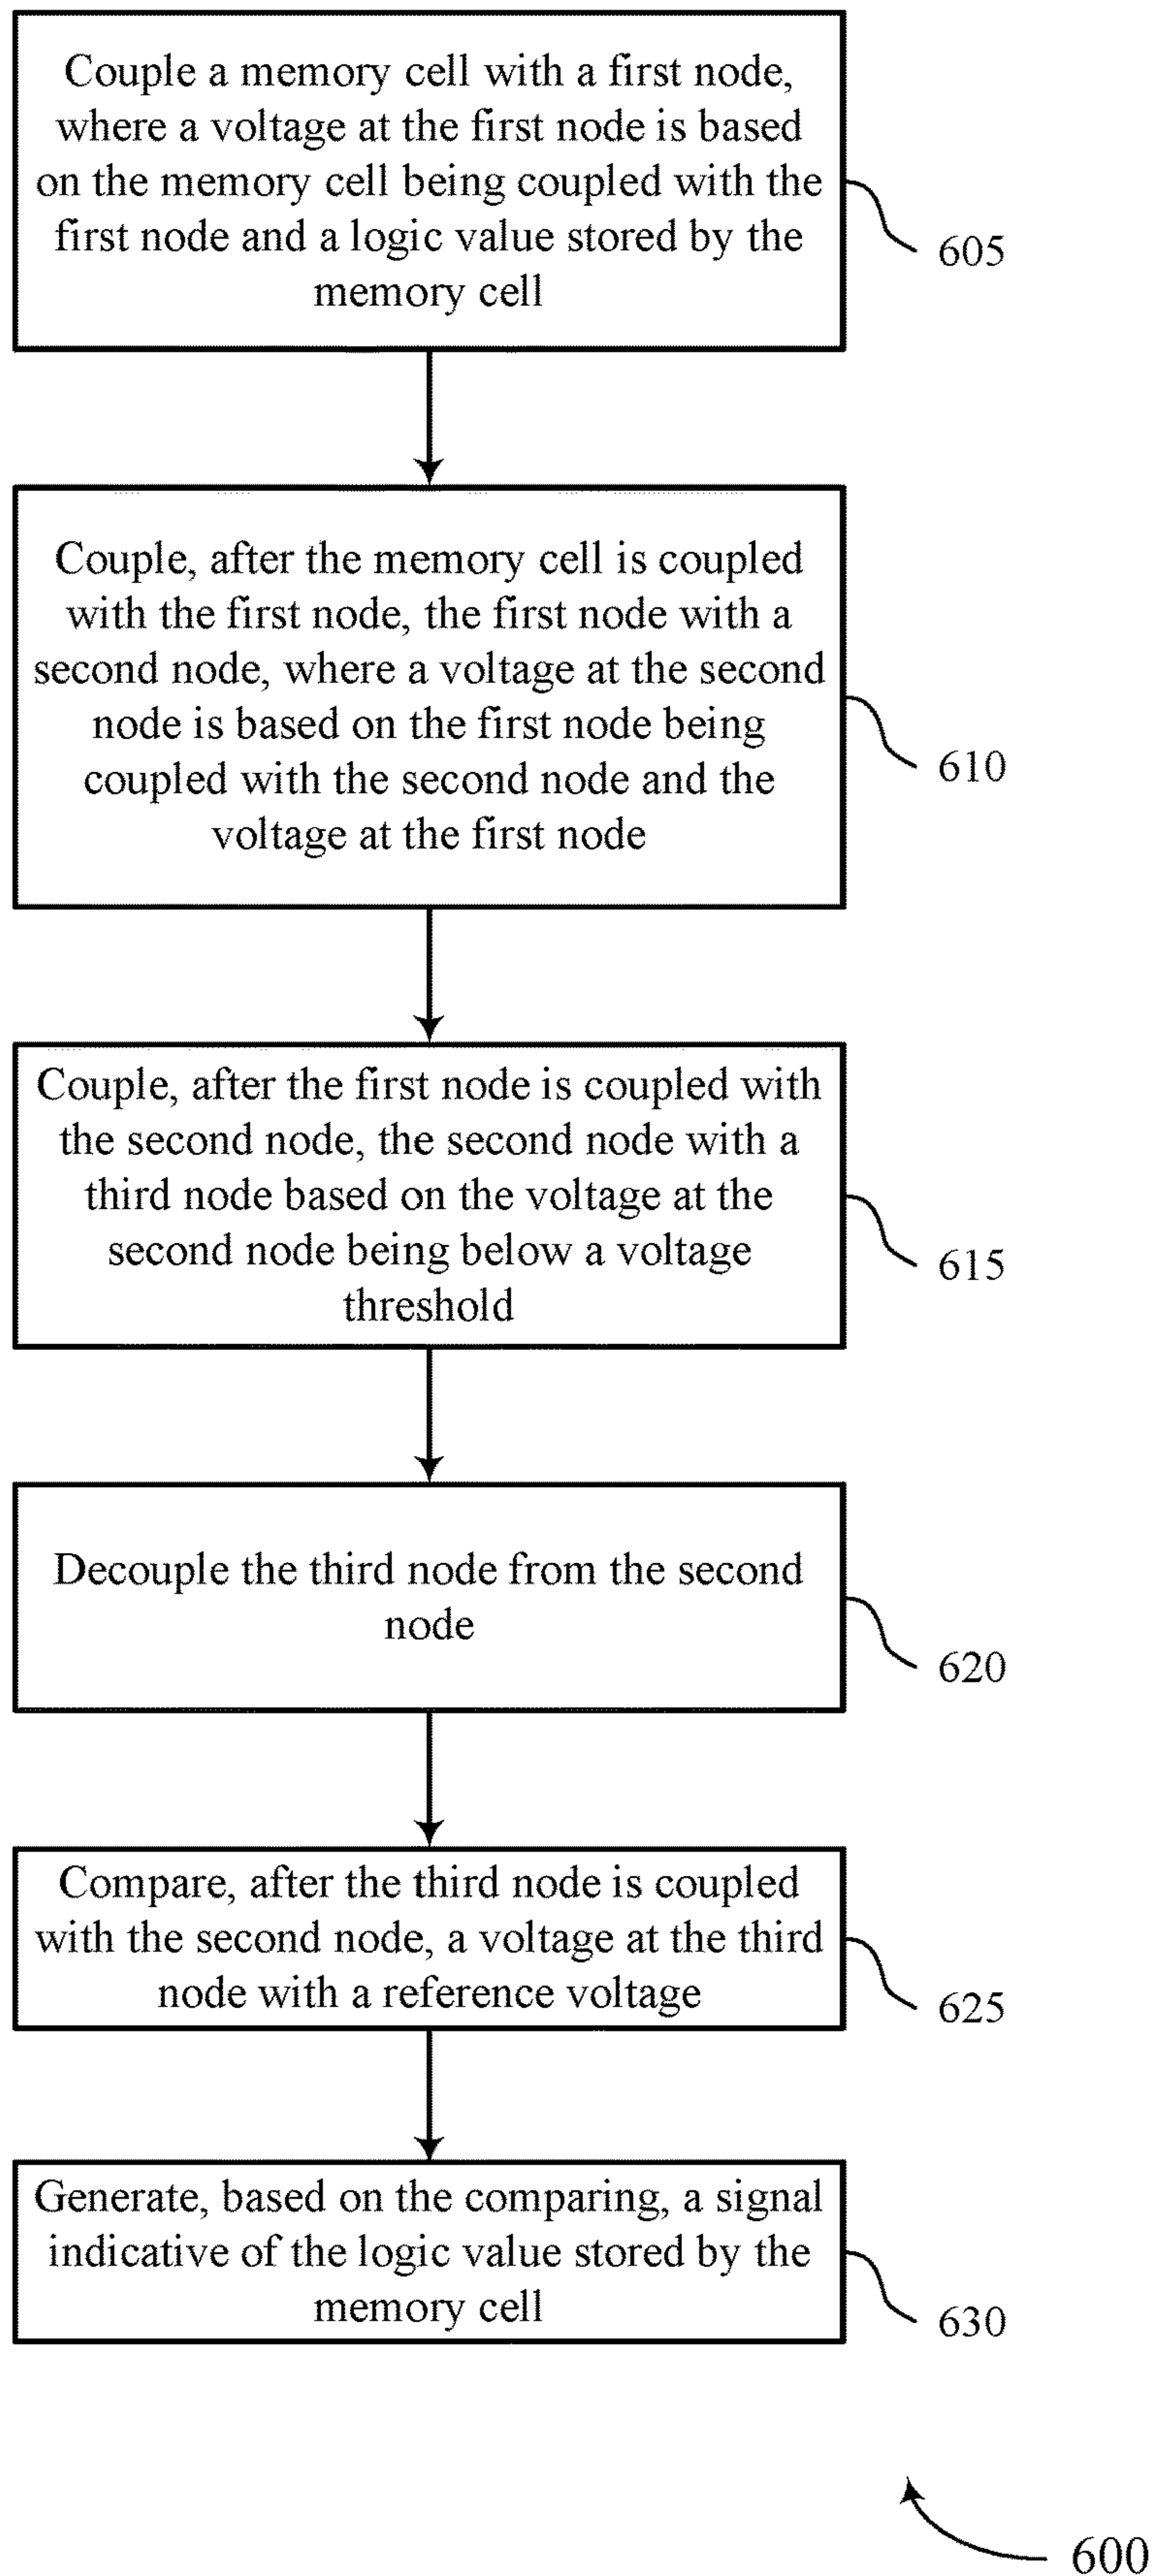 Couple a memory cell with a first node,
where a voltage at the first node is based
on the memory cell being coupled with the
first node and a logic value stored by the
memory cell
605
Couple, after the memory cell is coupled
with the first node, the first node with a
second node, where a voltage at the second
node is based on the first node being
coupled with the second node and the
voltage at the first node
610
Couple, after the first node is coupled with
the second node, the second node with a
third node based on the voltage at the
second node being below a voltage
threshold
615
Decouple the third node from the second
node
620
Compare, after the third node is coupled
with the second node, a voltage at the third
node with a reference voltage
625
Generate, based on the comparing, a signal
indicative of the logic value stored by the
memory cell
630
600